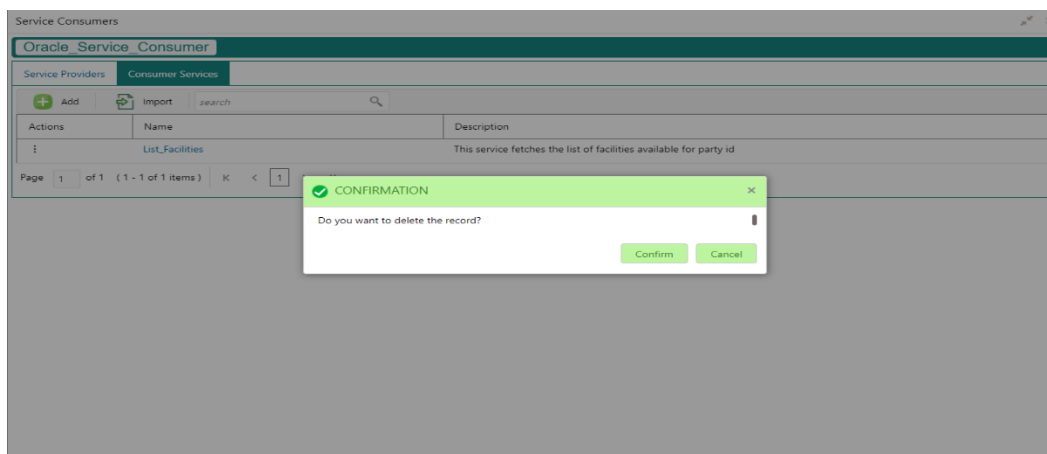 Service Consumers
Oracle_Service_Consumer
Service Providers Consumer Services
Add Import search
Actions Name Description
List_Facilities This service fetches the list of facilities available for party id
Page 1 of 1 (1 - 1 of 1 items) K < 1
CONFIRMATION ×
Do you want to delete the record?
Confirm Cancel